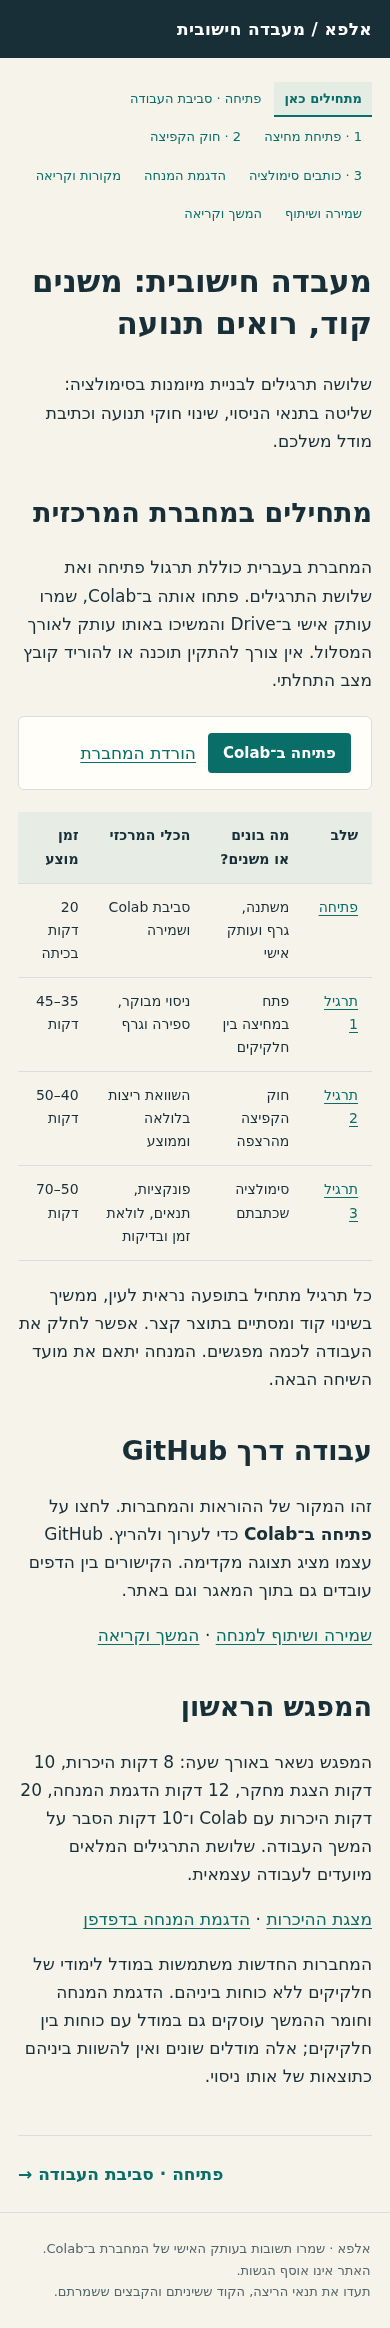 אלפא / מעבדה חישובית
מתחילים כאן
פתיחה · סביבת העבודה
1 · פתיחת מחיצה
2 · חוק הקפיצה
3 · כותבים סימולציה
הדגמת המנחה
מקורות וקריאה
שמירה ושיתוף
המשך וקריאה
מעבדה חישובית: משנים
קוד, רואים תנועה
שלושה תרגילים לבניית מיומנות בסימולציה:
שליטה בתנאי הניסוי, שינוי חוקי תנועה וכתיבת
מודל משלכם.
מתחילים במחברת המרכזית
המחברת בעברית כוללת תרגול פתיחה ואת
שלושת התרגילים. פתחו אותה ב־Colab, שמרו
עותק אישי ב־Drive והמשיכו באותו עותק לאורך
המסלול. אין צורך להתקין תוכנה או להוריד קובץ
מצב התחלתי.
פתיחה ב־Colab
הורדת המחברת
שלב
מה בונים
או משנים?
הכלי המרכזי
זמן
מוצע
פתיחה
משתנה,
גרף ועותק
אישי
סביבת Colab
ושמירה
20
דקות
בכיתה
תרגיל
1
פתח
במחיצה בין
חלקיקים
ניסוי מבוקר,
ספירה וגרף
35–45
דקות
תרגיל
2
חוק
הקפיצה
מהרצפה
השוואת ריצות
בלולאה
וממוצע
40–50
דקות
תרגיל
3
סימולציה
שכתבתם
פונקציות,
תנאים, לולאת
זמן ובדיקות
50–70
דקות
כל תרגיל מתחיל בתופעה נראית לעין, ממשיך
בשינוי קוד ומסתיים בתוצר קצר. אפשר לחלק את
העבודה לכמה מפגשים. המנחה יתאם את מועד
השיחה הבאה.
עבודה דרך GitHub
זהו המקור של ההוראות והמחברות. לחצו על
פתיחה ב־Colab כדי לערוך ולהריץ. GitHub
עצמו מציג תצוגה מקדימה. הקישורים בין הדפים
עובדים גם בתוך המאגר וגם באתר.
שמירה ושיתוף למנחה · המשך וקריאה
המפגש הראשון
המפגש נשאר באורך שעה: 8 דקות היכרות, 10
דקות הצגת מחקר, 12 דקות הדגמת המנחה, 20
דקות היכרות עם Colab ו־10 דקות הסבר על
המשך העבודה. שלושת התרגילים המלאים
מיועדים לעבודה עצמאית.
מצגת ההיכרות · הדגמת המנחה בדפדפן
המחברות החדשות משתמשות במודל לימודי של
חלקיקים ללא כוחות ביניהם. הדגמת המנחה
וחומר ההמשך עוסקים גם במודל עם כוחות בין
חלקיקים; אלה מודלים שונים ואין להשוות ביניהם
כתוצאות של אותו ניסוי.
פתיחה · סביבת העבודה →
אלפא · שמרו תשובות בעותק האישי של המחברת ב־Colab.
האתר אינו אוסף הגשות.
תעדו את תנאי הריצה, הקוד ששיניתם והקבצים ששמרתם.